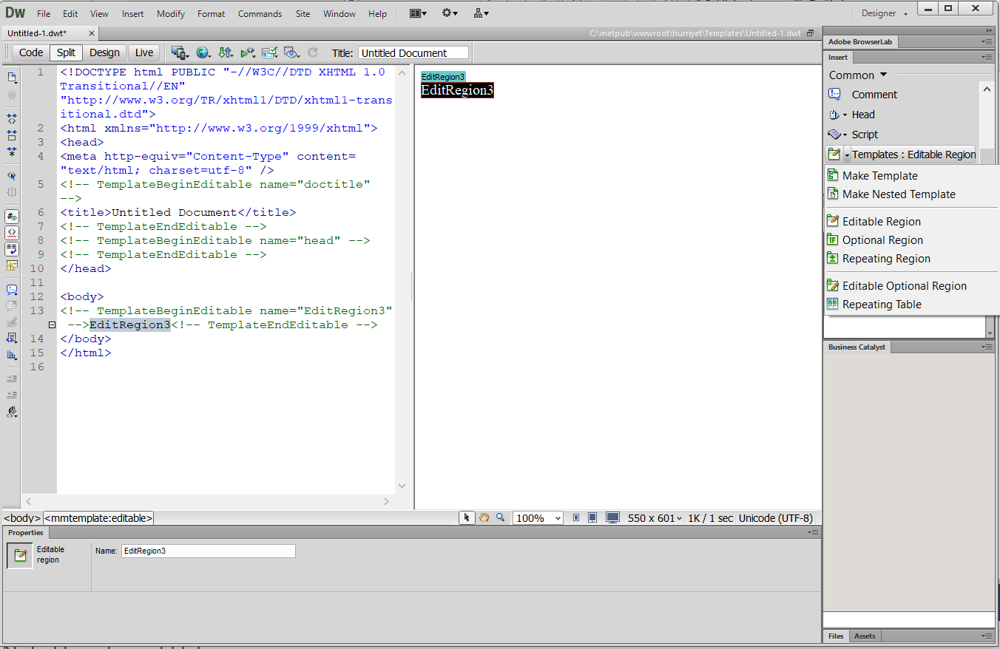 Dw File Edit View Insert Modify Format Commands Site Window Help Designer
Untitled-1.dwt* C:\inetpub\wwwroot\hurriyet\Templates\Untitled-1.dwt
Code Split Design Live Title: Untitled Document
1 <!DOCTYPE html PUBLIC "-//W3C//DTD XHTML 1.0
Transitional//EN"
"http://www.w3.org/TR/xhtml1/DTD/xhtml1-trans
itional.dtd">
2 <html xmlns="http://www.w3.org/1999/xhtml">
3 <head>
4 <meta http-equiv="Content-Type" content=
"text/html; charset=utf-8" />
5 <!-- TemplateBeginEditable name="doctitle"
-->
6 <title>Untitled Document</title>
7 <!-- TemplateEndEditable -->
8 <!-- TemplateBeginEditable name="head" -->
9 <!-- TemplateEndEditable -->
10 </head>
11
12 <body>
13 <!-- TemplateBeginEditable name="EditRegion3"
-->EditRegion3<!-- TemplateEndEditable -->
14 </body>
15 </html>
16
EditRegion3
EditRegion3
Adobe BrowserLab
Insert
Common
Comment
Head
Script
Templates : Editable Region
Make Template
Make Nested Template
Editable Region
IF Optional Region
Repeating Region
Editable Optional Region
Repeating Table
Business Catalyst
<body> <mmtemplate:editable> 100% 550 x 601 1K / 1 sec Unicode (UTF-8)
Properties
Editable
region
Name: EditRegion3
Files Assets